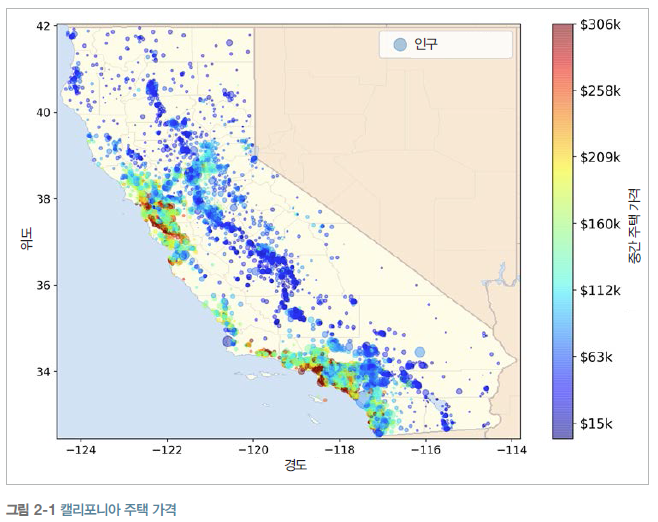 42
40
38
36
34
위도
−124
−122
−120
−118
−116
−114
경도
인구
$306k
$258k
$209k
$160k
$112k
$63k
$15k
중간 주택 가격
그림 2-1 캘리포니아 주택 가격